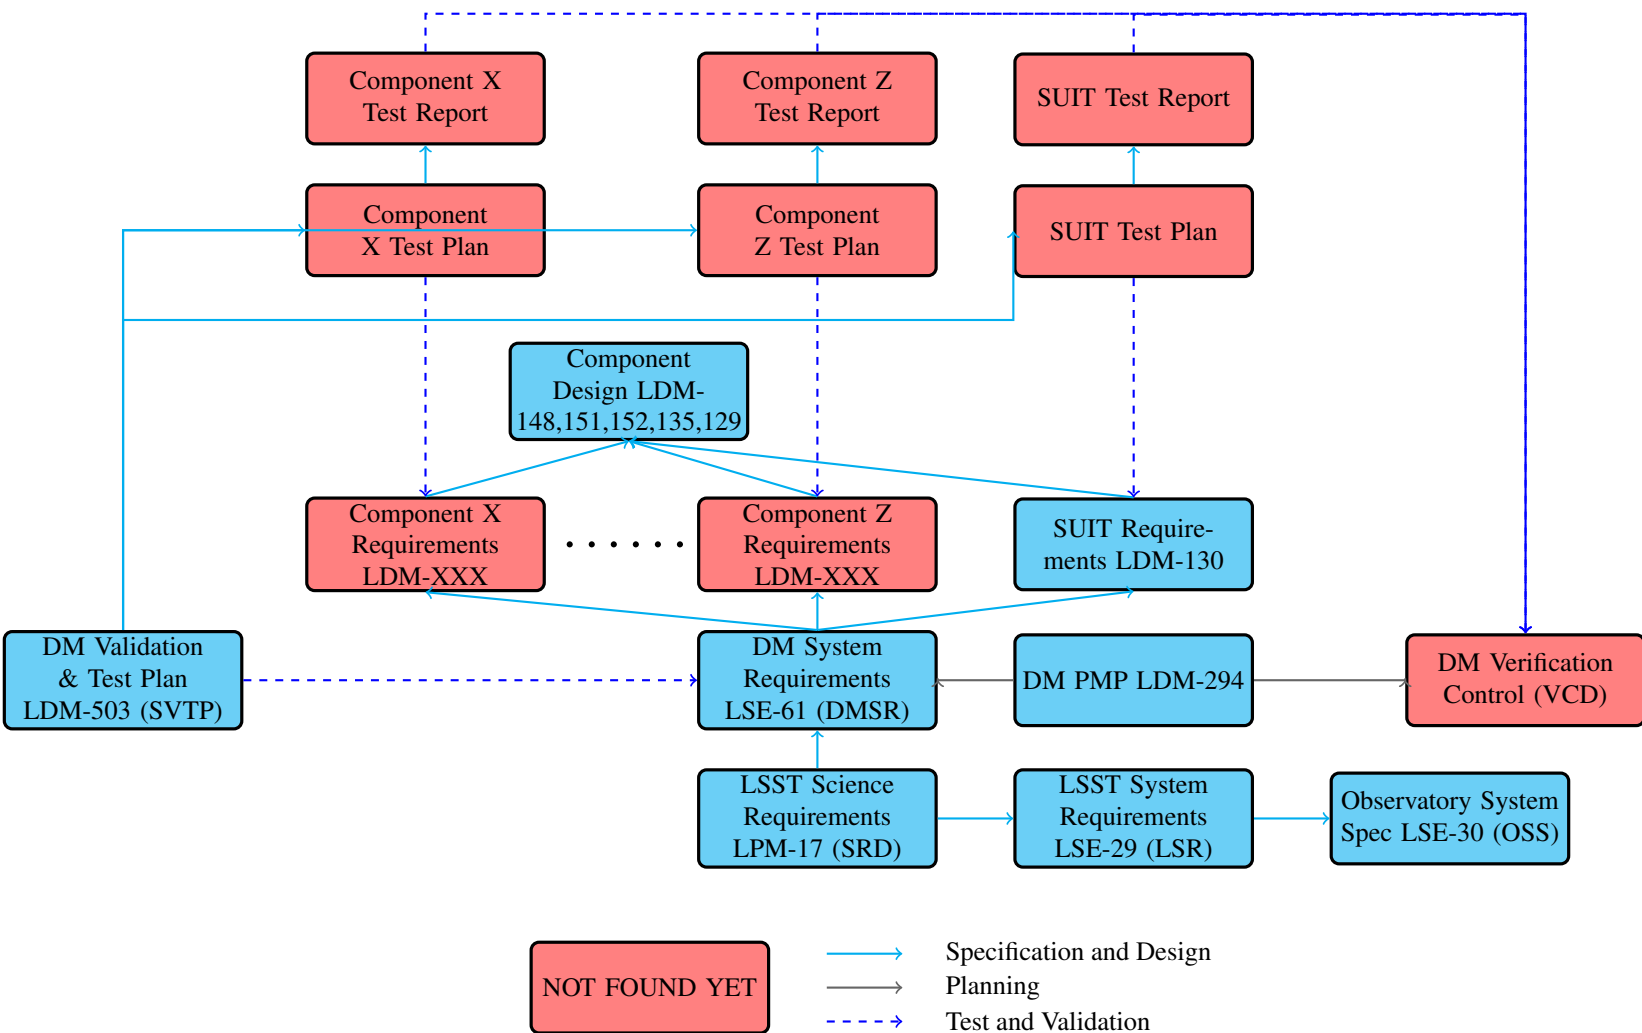 Component X
Test Report
Component Z
Test Report
SUIT Test Report
Component
X Test Plan
Component
Z Test Plan
SUIT Test Plan
Component
Design LDM-
148,151,152,135,129
Component X
Requirements
LDM-XXX
Component Z
Requirements
LDM-XXX
SUIT Require-
ments LDM-130
DM Validation
& Test Plan
LDM-503 (SVTP)
DM System
Requirements
LSE-61 (DMSR)
DM PMP LDM-294
DM Verification
Control (VCD)
LSST Science
Requirements
LPM-17 (SRD)
LSST System
Requirements
LSE-29 (LSR)
Observatory System
Spec LSE-30 (OSS)
NOT FOUND YET
Specification and Design
Planning
Test and Validation